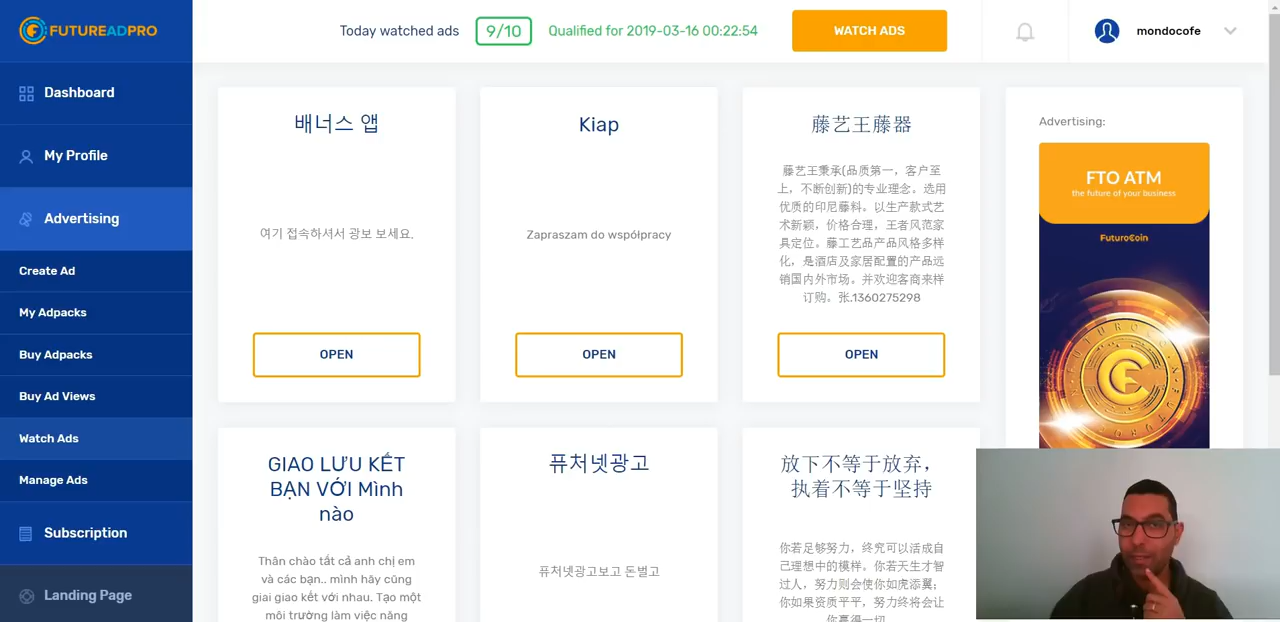 FUTUREADPRO
Today watched ads 9/10 Qualified for 2019-03-16 00:22:54 WATCH ADS mondocofe
Dashboard
My Profile
Advertising
Create Ad
My Adpacks
Buy Adpacks
Buy Ad Views
Watch Ads
Manage Ads
Subscription
Landing Page
배너스 앱
여기 접속하셔서 광보 보세요.
OPEN
Kiap
Zapraszam do współpracy
OPEN
藤艺王藤器
藤艺王秉承(品质第一，客户至
上，不断创新)的专业理念。选用
优质的印尼藤料。以生产款式艺
术新颖，价格合理，王者风范家
具定位。藤工艺品产品风格多样
化，是酒店及家居配置的产品远
销国内外市场。并欢迎客商来样
订购。张.1360275298
OPEN
GIAO LƯU KẾT
BẠN VỚI Mình
nào
Thân chào tất cả anh chị em
và các bạn.. mình hãy cũng
giai giao kết với nhau. Tạo một
môi trường làm việc năng
퓨처넷광고
퓨처넷광고보고 돈별고
放下不等于放弃，
执着不等于坚持
你若足够努力，终究可以活成自
己理想中的模样。你若天生才智
过人，努力则会使你如虎添翼；
你如果资质平平，努力终将会让
你赢得一切
Advertising:
FTO ATM
the future of your business
FuturoCoin
FUTUROCOIN